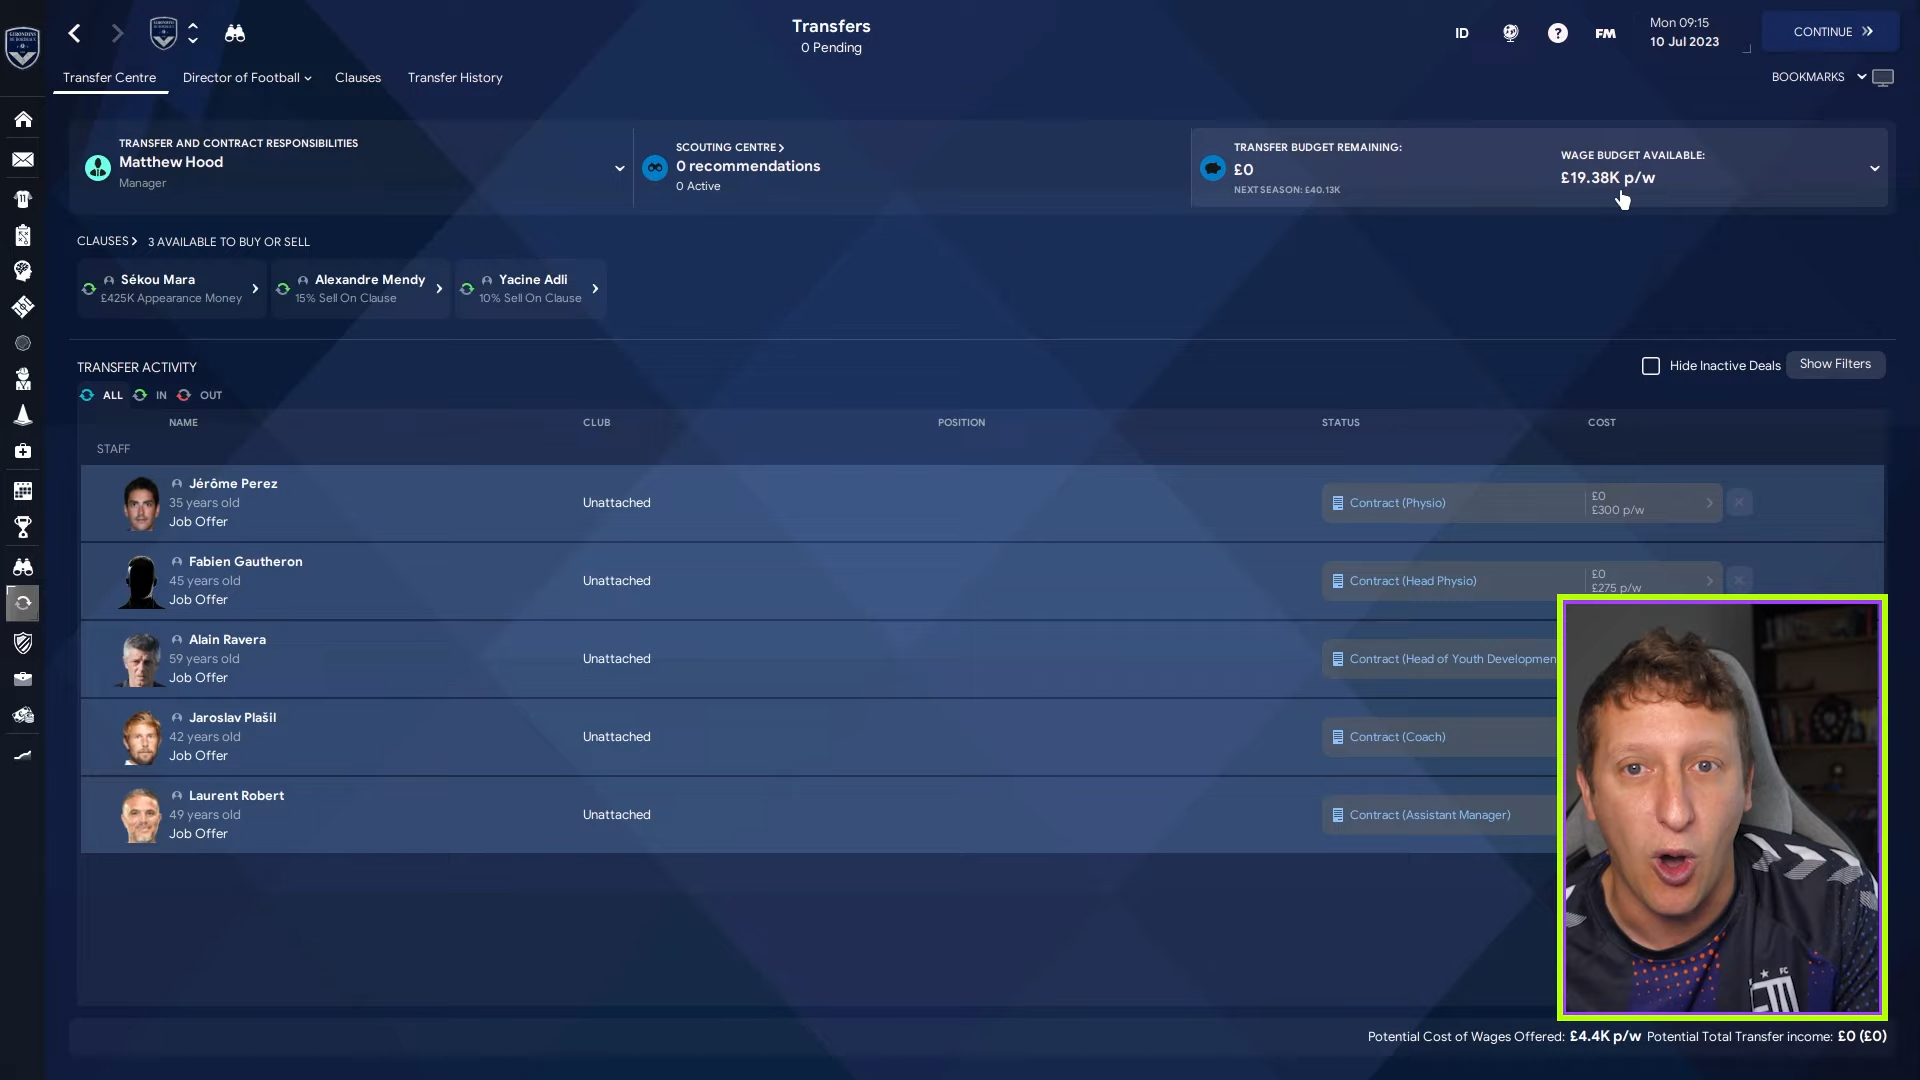 Transfers
0 Pending
ID
FM
Mon 09:15
10 Jul 2023
CONTINUE
Transfer Centre
Director of Football
Clauses
Transfer History
BOOKMARKS
TRANSFER AND CONTRACT RESPONSIBILITIES
Matthew Hood
Manager
SCOUTING CENTRE
0 recommendations
0 Active
TRANSFER BUDGET REMAINING:
£0
NEXT SEASON: £40.13K
WAGE BUDGET AVAILABLE:
£19.38K p/w
CLAUSES
3 AVAILABLE TO BUY OR SELL
Sékou Mara
£425K Appearance Money
Alexandre Mendy
15% Sell On Clause
Yacine Adli
10% Sell On Clause
TRANSFER ACTIVITY
Hide Inactive Deals
Show Filters
ALL
IN
OUT
NAME
CLUB
POSITION
STATUS
COST
STAFF
Jérôme Perez
35 years old
Job Offer
Unattached
Contract (Physio)
£0
£300 p/w
Fabien Gautheron
45 years old
Job Offer
Unattached
Contract (Head Physio)
£0
£275 p/w
Alain Ravera
59 years old
Job Offer
Unattached
Contract (Head of Youth Developmen
Jaroslav Plašil
42 years old
Job Offer
Unattached
Contract (Coach)
Laurent Robert
49 years old
Job Offer
Unattached
Contract (Assistant Manager)
FC
Potential Cost of Wages Offered: £4.4K p/w Potential Total Transfer income: £0 (£0)